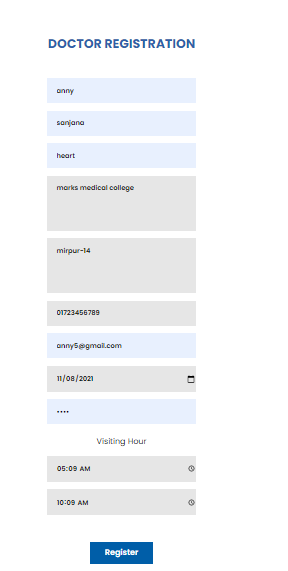 DOCTOR REGISTRATION
anny
sanjana
heart
marks medical college
mirpur-14
01723456789
anny5@gmail.com
11/08/2021
••••
Visiting Hour
05:09 AM
10:09 AM
Register